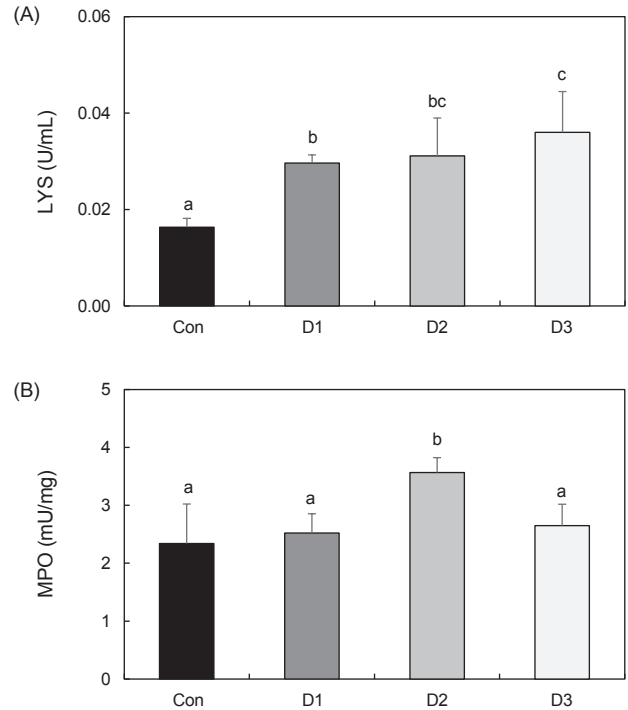 (A)
LYS (U/mL)
0.06
0.04
0.02
0.00
a
b
bc
c
Con D1 D2 D3
(B)
MPO (mU/mg)
5
4
3
2
1
0
a
a
b
a
Con D1 D2 D3